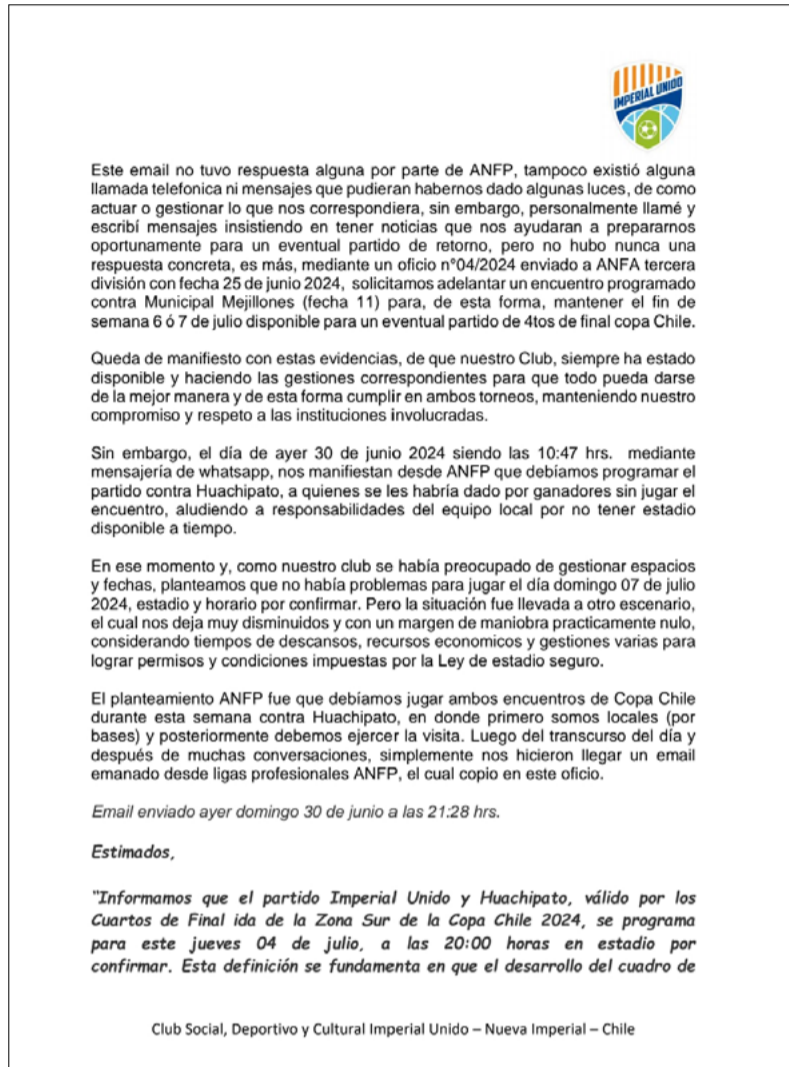 IMPERIAL UNIDO
Este email no tuvo respuesta alguna por parte de ANFP, tampoco existió alguna
llamada telefonica ni mensajes que pudieran habernos dado algunas luces, de como
actuar o gestionar lo que nos correspondiera, sin embargo, personalmente llamé y
escribí mensajes insistiendo en tener noticias que nos ayudaran a prepararnos
oportunamente para un eventual partido de retorno, pero no hubo nunca una
respuesta concreta, es más, mediante un oficio n°04/2024 enviado a ANFA tercera
división con fecha 25 de junio 2024, solicitamos adelantar un encuentro programado
contra Municipal Mejillones (fecha 11) para, de esta forma, mantener el fin de
semana 6 ó 7 de julio disponible para un eventual partido de 4tos de final copa Chile.
Queda de manifiesto con estas evidencias, de que nuestro Club, siempre ha estado
disponible y haciendo las gestiones correspondientes para que todo pueda darse
de la mejor manera y de esta forma cumplir en ambos torneos, manteniendo nuestro
compromiso y respeto a las instituciones involucradas.
Sin embargo, el día de ayer 30 de junio 2024 siendo las 10:47 hrs. mediante
mensajería de whatsapp, nos manifiestan desde ANFP que debíamos programar el
partido contra Huachipato, a quienes se les habría dado por ganadores sin jugar el
encuentro, aludiendo a responsabilidades del equipo local por no tener estadio
disponible a tiempo.
En ese momento y, como nuestro club se había preocupado de gestionar espacios
y fechas, planteamos que no había problemas para jugar el día domingo 07 de julio
2024, estadio y horario por confirmar. Pero la situación fue llevada a otro escenario,
el cual nos deja muy disminuidos y con un margen de maniobra practicamente nulo,
considerando tiempos de descansos, recursos economicos y gestiones varias para
lograr permisos y condiciones impuestas por la Ley de estadio seguro.
El planteamiento ANFP fue que debíamos jugar ambos encuentros de Copa Chile
durante esta semana contra Huachipato, en donde primero somos locales (por
bases) y posteriormente debemos ejercer la visita. Luego del transcurso del día y
después de muchas conversaciones, simplemente nos hicieron llegar un email
emanado desde ligas profesionales ANFP, el cual copio en este oficio.
Email enviado ayer domingo 30 de junio a las 21:28 hrs.
Estimados,
"Informamos que el partido Imperial Unido y Huachipato, válido por los
Cuartos de Final ida de la Zona Sur de la Copa Chile 2024, se programa
para este jueves 04 de julio, a las 20:00 horas en estadio por
confirmar. Esta definición se fundamenta en que el desarrollo del cuadro de
Club Social, Deportivo y Cultural Imperial Unido – Nueva Imperial – Chile